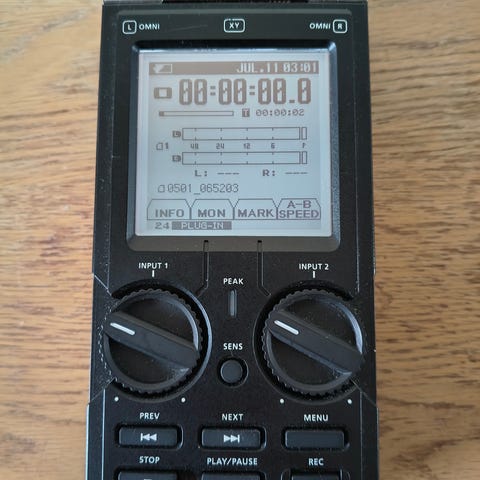 L OMNI XY OMNI R
JUL.11 03:01
00:00:00.0
T 00:00:02
L
1 48 24 12 6 0
R
L: --- R: ---
0501_065203
INFO MON MARK A-B SPEED
24 PLUG-IN
INPUT 1 INPUT 2
PEAK
SENS
PREV NEXT MENU
STOP PLAY/PAUSE REC